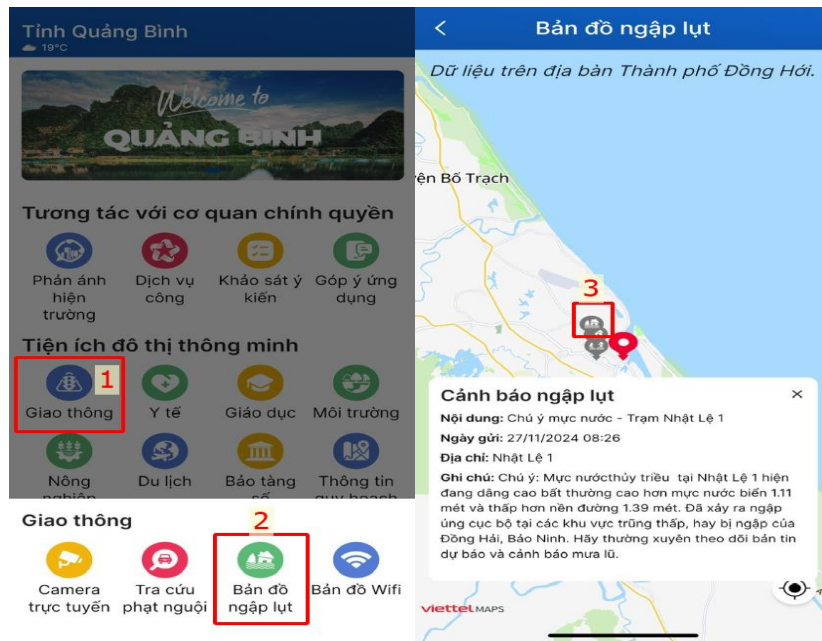 Tỉnh Quảng Bình
19°C
Welcome to
QUẢNG BÌNH
Tương tác với cơ quan chính quyền
Phản ánh hiện trường
Dịch vụ công
Khảo sát ý kiến
Góp ý ứng dụng
Tiện ích đô thị thông minh
1
Giao thông
Y tế
Giáo dục
Môi trường
Nông nghiệp
Du lịch
Bảo tàng số
Thông tin quy hoạch
Giao thông
2
Camera trực tuyến
Tra cứu phạt nguội
Bản đồ ngập lụt
Bản đồ Wifi
Bản đồ ngập lụt
Dữ liệu trên địa bàn Thành phố Đồng Hới.
ện Bố Trạch
3
Cảnh báo ngập lụt
Nội dung: Chú ý mực nước - Trạm Nhật Lệ 1
Ngày gửi: 27/11/2024 08:26
Địa chỉ: Nhật Lệ 1
Ghi chú: Chú ý: Mực nướcthủy triều tại Nhật Lệ 1 hiện
đang dâng cao bất thường cao hơn mực nước biển 1.11
mét và thấp hơn nền đường 1.39 mét. Đã xảy ra ngập
úng cục bộ tại các khu vực trũng thấp, hay bị ngập của
Đồng Hải, Bảo Ninh. Hãy thường xuyên theo dõi bản tin
dự báo và cảnh báo mưa lũ.
viettel MAPS